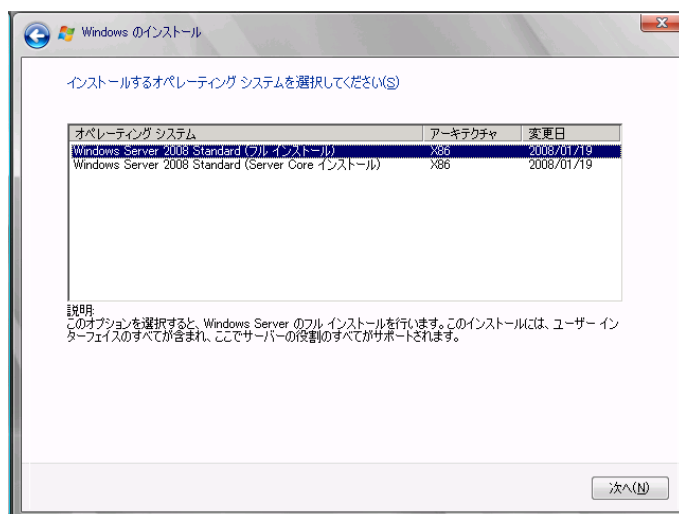 Windows のインストール
インストールするオペレーティング システムを選択してください(S)
オペレーティング システム アーキテクチャ 変更日
Windows Server 2008 Standard (フル インストール) X86 2008/01/19
Windows Server 2008 Standard (Server Core インストール) X86 2008/01/19
説明:
このオプションを選択すると、Windows Server のフル インストールを行います。このインストールには、ユーザー イン
ターフェイスのすべてが含まれ、ここでサーバーの役割のすべてがサポートされます。
次へ(N)